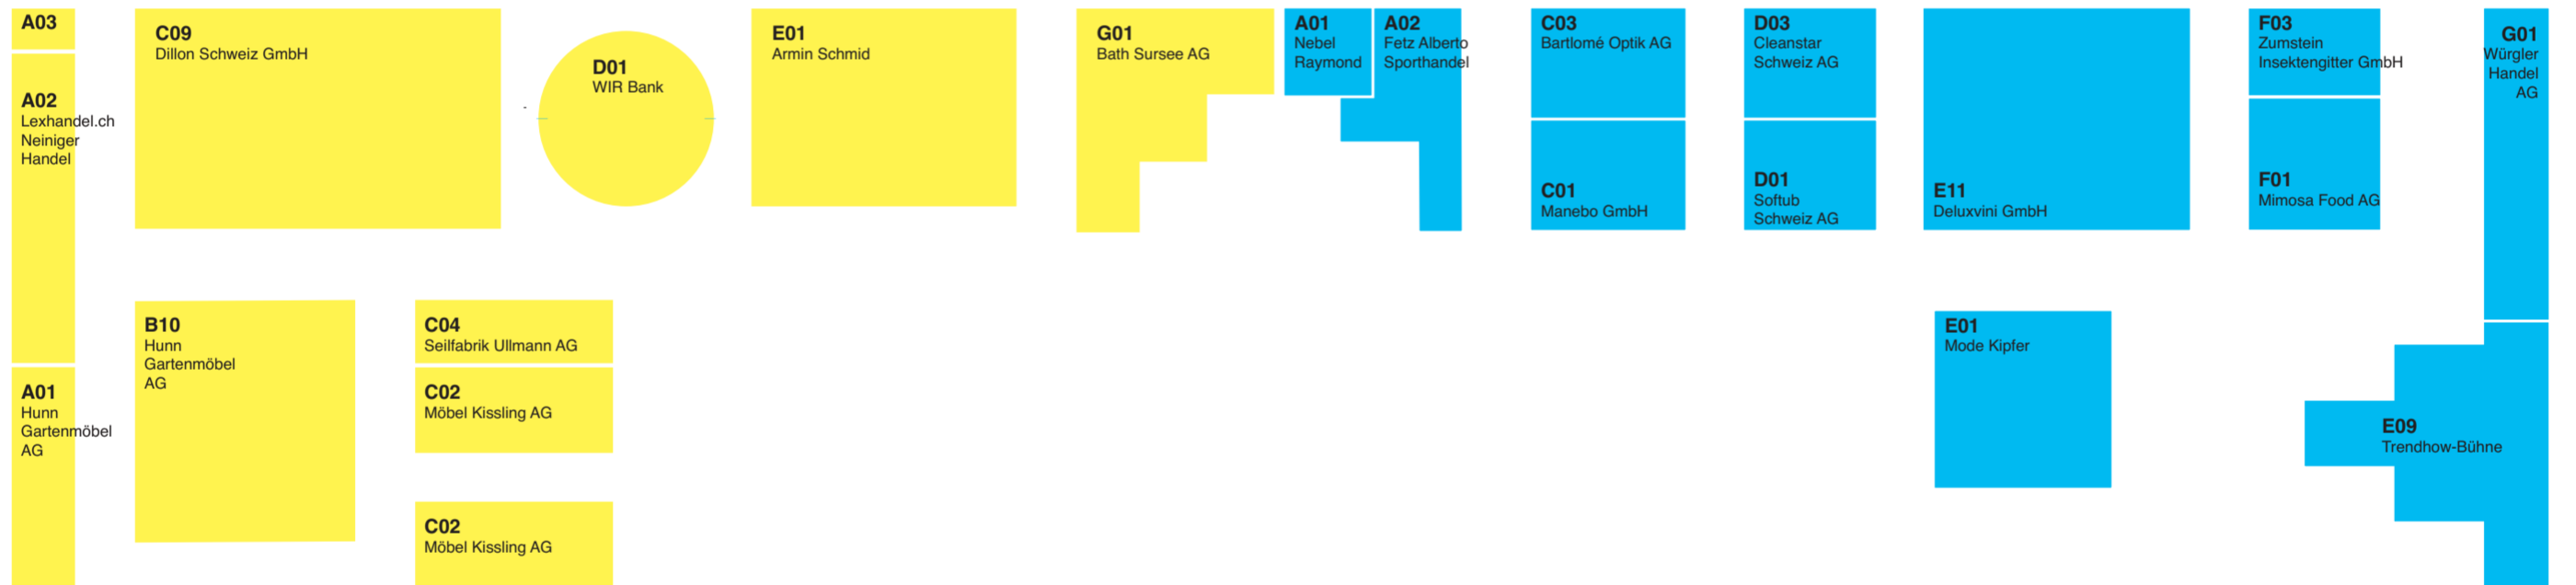 A03
A02
Lexhandel.ch
Neiniger
Handel
A01
Hunn
Gartenmöbel
AG
C09
Dillon Schweiz GmbH
B10
Hunn
Gartenmöbel
AG
C04
Seilfabrik Ullmann AG
C02
Möbel Kissling AG
C02
Möbel Kissling AG
D01
WIR Bank
E01
Armin Schmid
G01
Bath Sursee AG
A01
Nebel
Raymond
A02
Fetz Alberto
Sporthandel
C03
Bartlomé Optik AG
C01
Manebo GmbH
D03
Cleanstar
Schweiz AG
D01
Softub
Schweiz AG
E11
Deluxvini GmbH
E01
Mode Kipfer
F03
Zumstein
Insektengitter GmbH
F01
Mimosa Food AG
G01
Würgler
Handel
AG
E09
Trendhow-Bühne